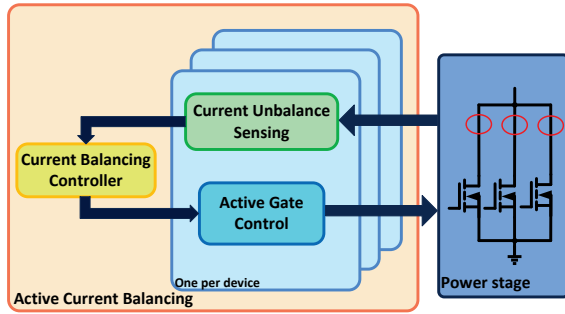 Current Unbalance
Sensing
Current Balancing
Controller
Active Gate
Control
One per device
Active Current Balancing
Power stage